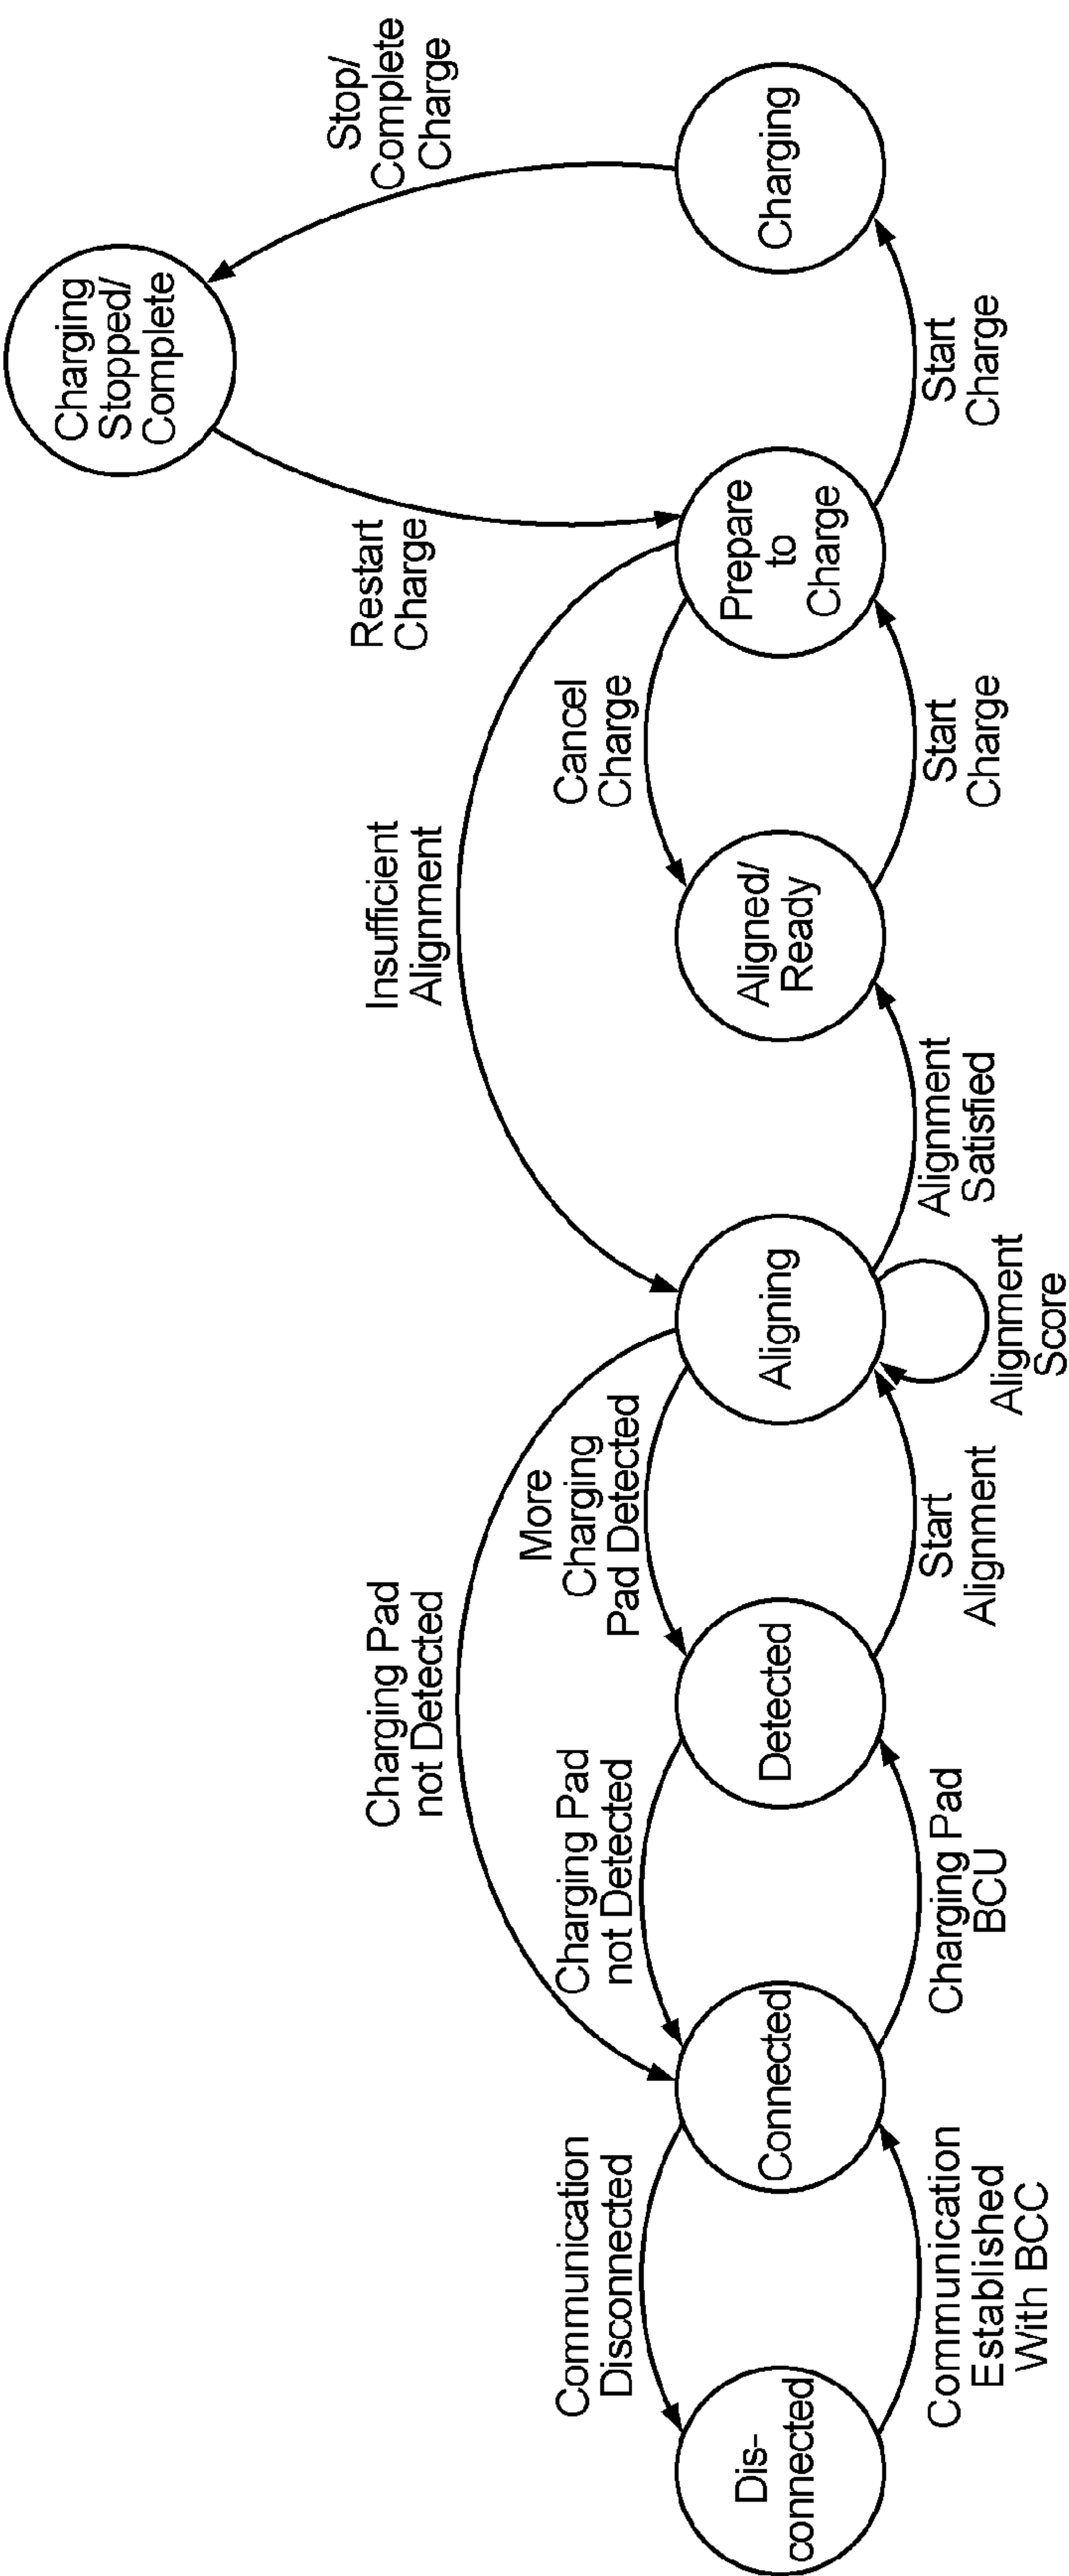 Charging
Stopped/
Complete
Stop/
Complete
Charge
Restart
Charge
Insufficient
Alignment
Charging Pad
not Detected
Cancel
Charge
More
Charging
Pad Detected
Charging Pad
not Detected
Communication
Disconnected
Dis-
connected
Connected
Detected
Aligning
Aligned/
Ready
Prepare
to
Charge
Charging
Communication
Established
With BCC
Charging Pad
BCU
Start
Alignment
Alignment
Score
Alignment
Satisfied
Start
Charge
Start
Charge